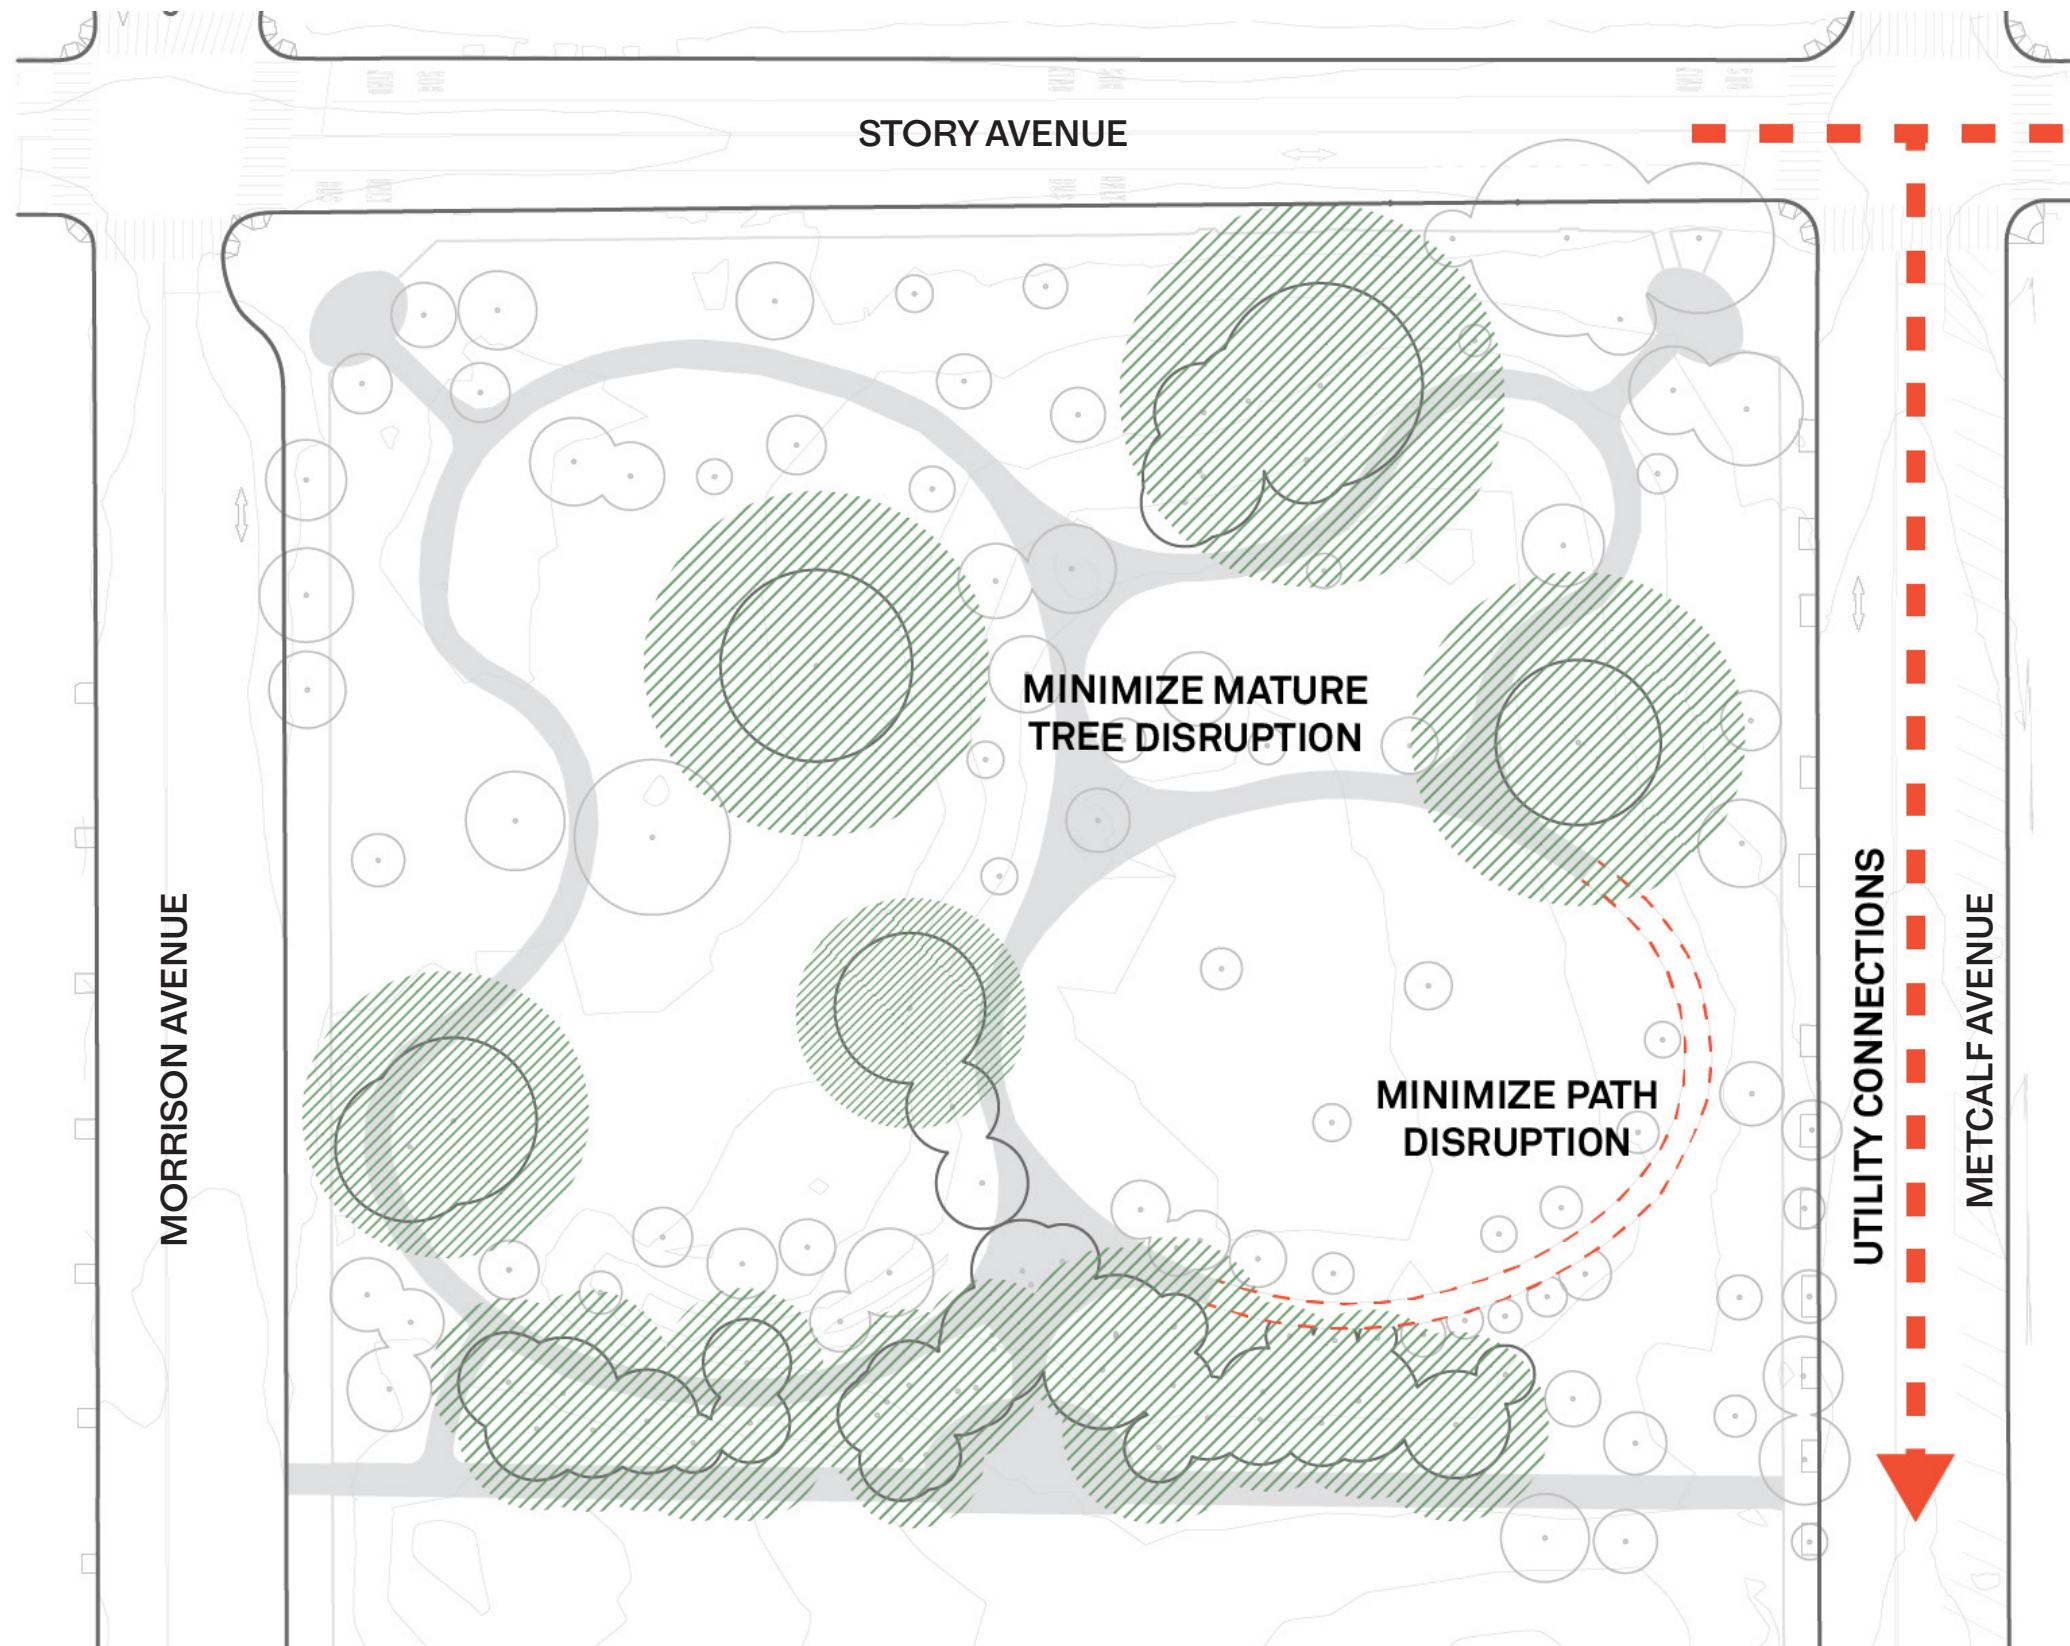 STORY AVENUE
MINIMIZE MATURE
TREE DISRUPTION
MINIMIZE PATH
DISRUPTION
MORRISON AVENUE
UTILITY CONNECTIONS
METCALF AVENUE